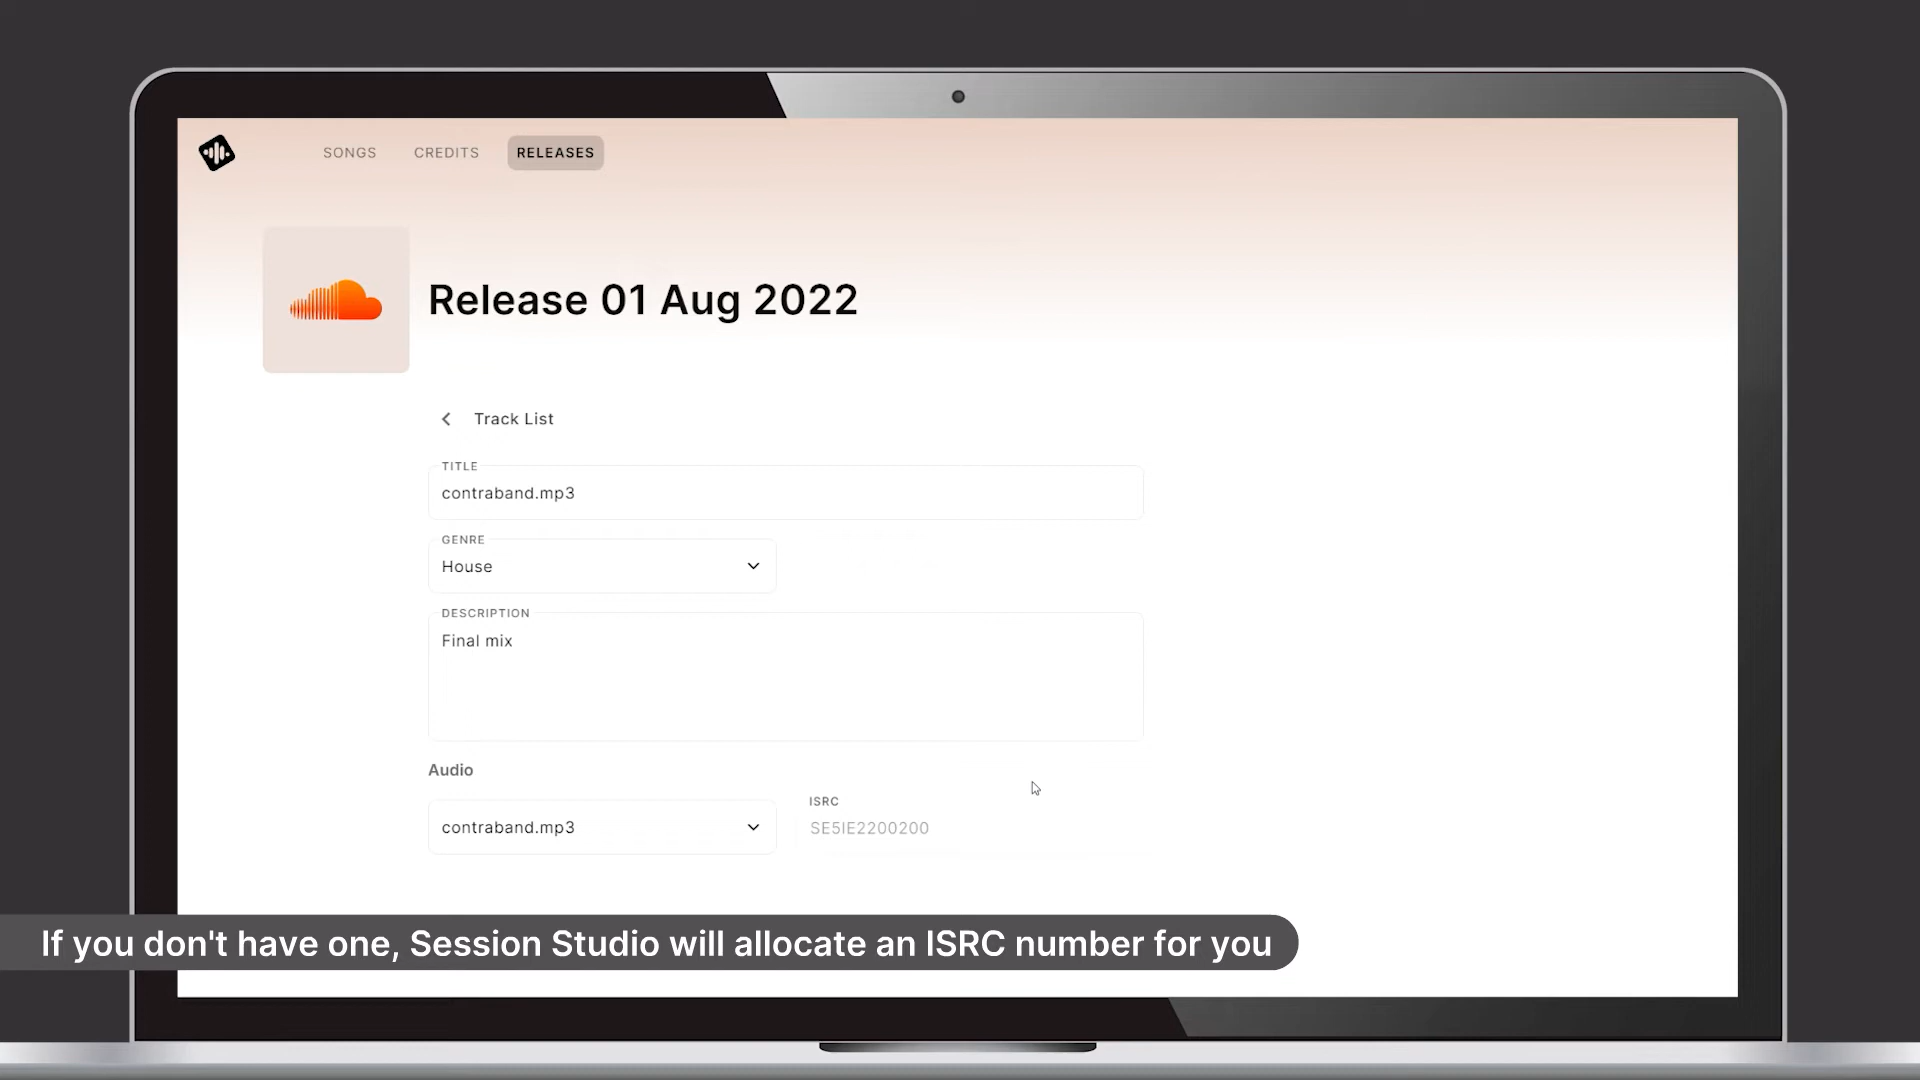 SONGS
CREDITS
RELEASES
Release 01 Aug 2022
Track List
TITLE
contraband.mp3
GENRE
House
DESCRIPTION
Final mix
Audio
contraband.mp3
ISRC
SE5IE2200200
If you don't have one, Session Studio will allocate an ISRC number for you